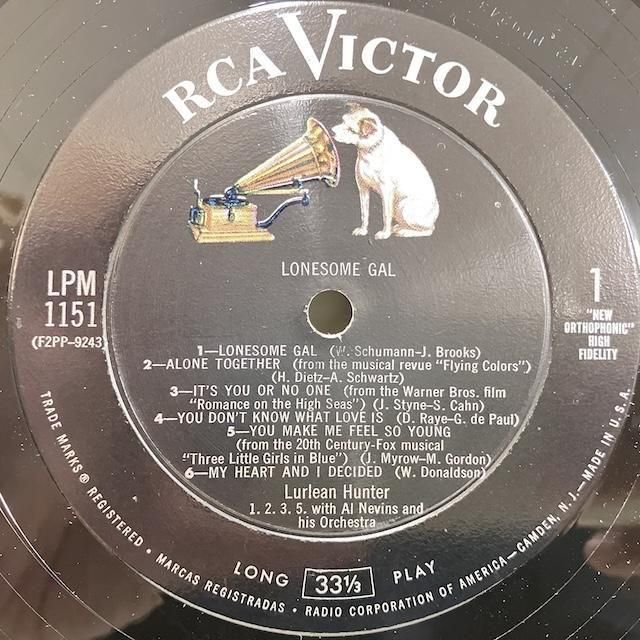 RCA VICTOR
LONESOME GAL
LPM
1151
(F2PP-9243)
1
"NEW
ORTHOPHONIC"
HIGH
FIDELITY
1—LONESOME GAL (W. Schumann-J. Brooks)
2—ALONE TOGETHER (from the musical revue "Flying Colors")
(H. Dietz-A. Schwartz)
3—IT'S YOU OR NO ONE (from the Warner Bros. film
"Romance on the High Seas") (J. Styne-S. Cahn)
4—YOU DON'T KNOW WHAT LOVE IS (D. Raye-G. de Paul)
5—YOU MAKE ME FEEL SO YOUNG
(from the 20th Century-Fox musical
"Three Little Girls in Blue") (J. Myrow-M. Gordon)
6—MY HEART AND I DECIDED (W. Donaldson)
Lurlean Hunter
1. 2. 3. 5. with Al Nevins and
his Orchestra
LONG 33⅓ PLAY
TRADE MARKS ® REGISTERED • MARCAS REGISTRADAS • RADIO CORPORATION OF AMERICA—CAMDEN, N.J.—MADE IN U.S.A.